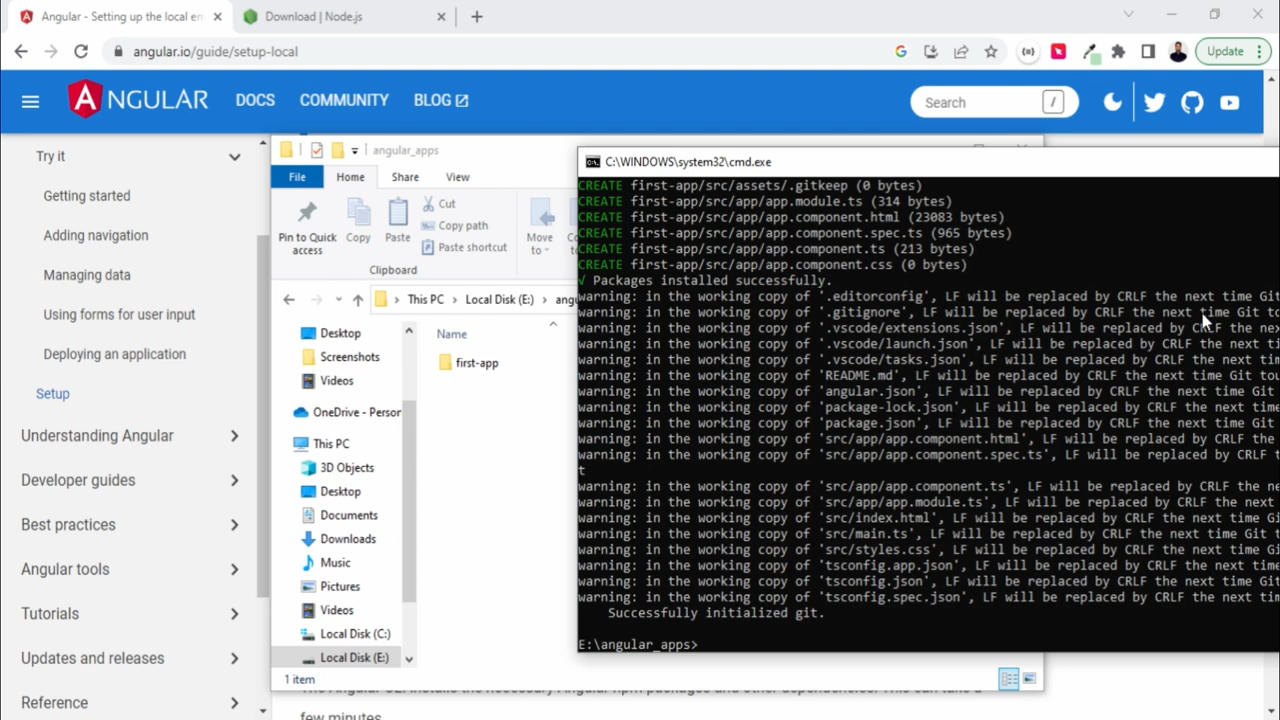 Angular - Setting up the local en
Download | Node.js
angular.io/guide/setup-local
Update
ANGULAR
DOCS
COMMUNITY
BLOG
Search
/
Try it
Getting started
Adding navigation
Managing data
Using forms for user input
Deploying an application
Setup
Understanding Angular
Developer guides
Best practices
Angular tools
Tutorials
Updates and releases
Reference
angular_apps
File
Home
Share
View
Pin to Quick access
Copy
Paste
Cut
Copy path
Paste shortcut
Move to
Clipboard
This PC > Local Disk (E:) > angu
Desktop
Screenshots
Videos
OneDrive - Person
This PC
3D Objects
Desktop
Documents
Downloads
Music
Pictures
Videos
Local Disk (C:)
Local Disk (E:)
Name
first-app
1 item
C:\WINDOWS\system32\cmd.exe
CREATE first-app/src/assets/.gitkeep (0 bytes)
CREATE first-app/src/app/app.module.ts (314 bytes)
CREATE first-app/src/app/app.component.html (23083 bytes)
CREATE first-app/src/app/app.component.spec.ts (965 bytes)
CREATE first-app/src/app/app.component.ts (213 bytes)
CREATE first-app/src/app/app.component.css (0 bytes)
√ Packages installed successfully.
warning: in the working copy of '.editorconfig', LF will be replaced by CRLF the next time Git
warning: in the working copy of '.gitignore', LF will be replaced by CRLF the next time Git to
warning: in the working copy of '.vscode/extensions.json', LF will be replaced by CRLF the ne
warning: in the working copy of '.vscode/launch.json', LF will be replaced by CRLF the next ti
warning: in the working copy of '.vscode/tasks.json', LF will be replaced by CRLF the next tim
warning: in the working copy of 'README.md', LF will be replaced by CRLF the next time Git tou
warning: in the working copy of 'angular.json', LF will be replaced by CRLF the next time Git
warning: in the working copy of 'package-lock.json', LF will be replaced by CRLF the next time
warning: in the working copy of 'package.json', LF will be replaced by CRLF the next time Git
warning: in the working copy of 'src/app/app.component.html', LF will be replaced by CRLF the
warning: in the working copy of 'src/app/app.component.spec.ts', LF will be replaced by CRLF t
t
warning: in the working copy of 'src/app/app.component.ts', LF will be replaced by CRLF the ne
warning: in the working copy of 'src/app/app.module.ts', LF will be replaced by CRLF the next
warning: in the working copy of 'src/index.html', LF will be replaced by CRLF the next time Gi
warning: in the working copy of 'src/main.ts', LF will be replaced by CRLF the next time Git t
warning: in the working copy of 'src/styles.css', LF will be replaced by CRLF the next time Gi
warning: in the working copy of 'tsconfig.app.json', LF will be replaced by CRLF the next time
warning: in the working copy of 'tsconfig.json', LF will be replaced by CRLF the next time Git
warning: in the working copy of 'tsconfig.spec.json', LF will be replaced by CRLF the next tim
Successfully initialized git.
E:\angular_apps>
few minutes